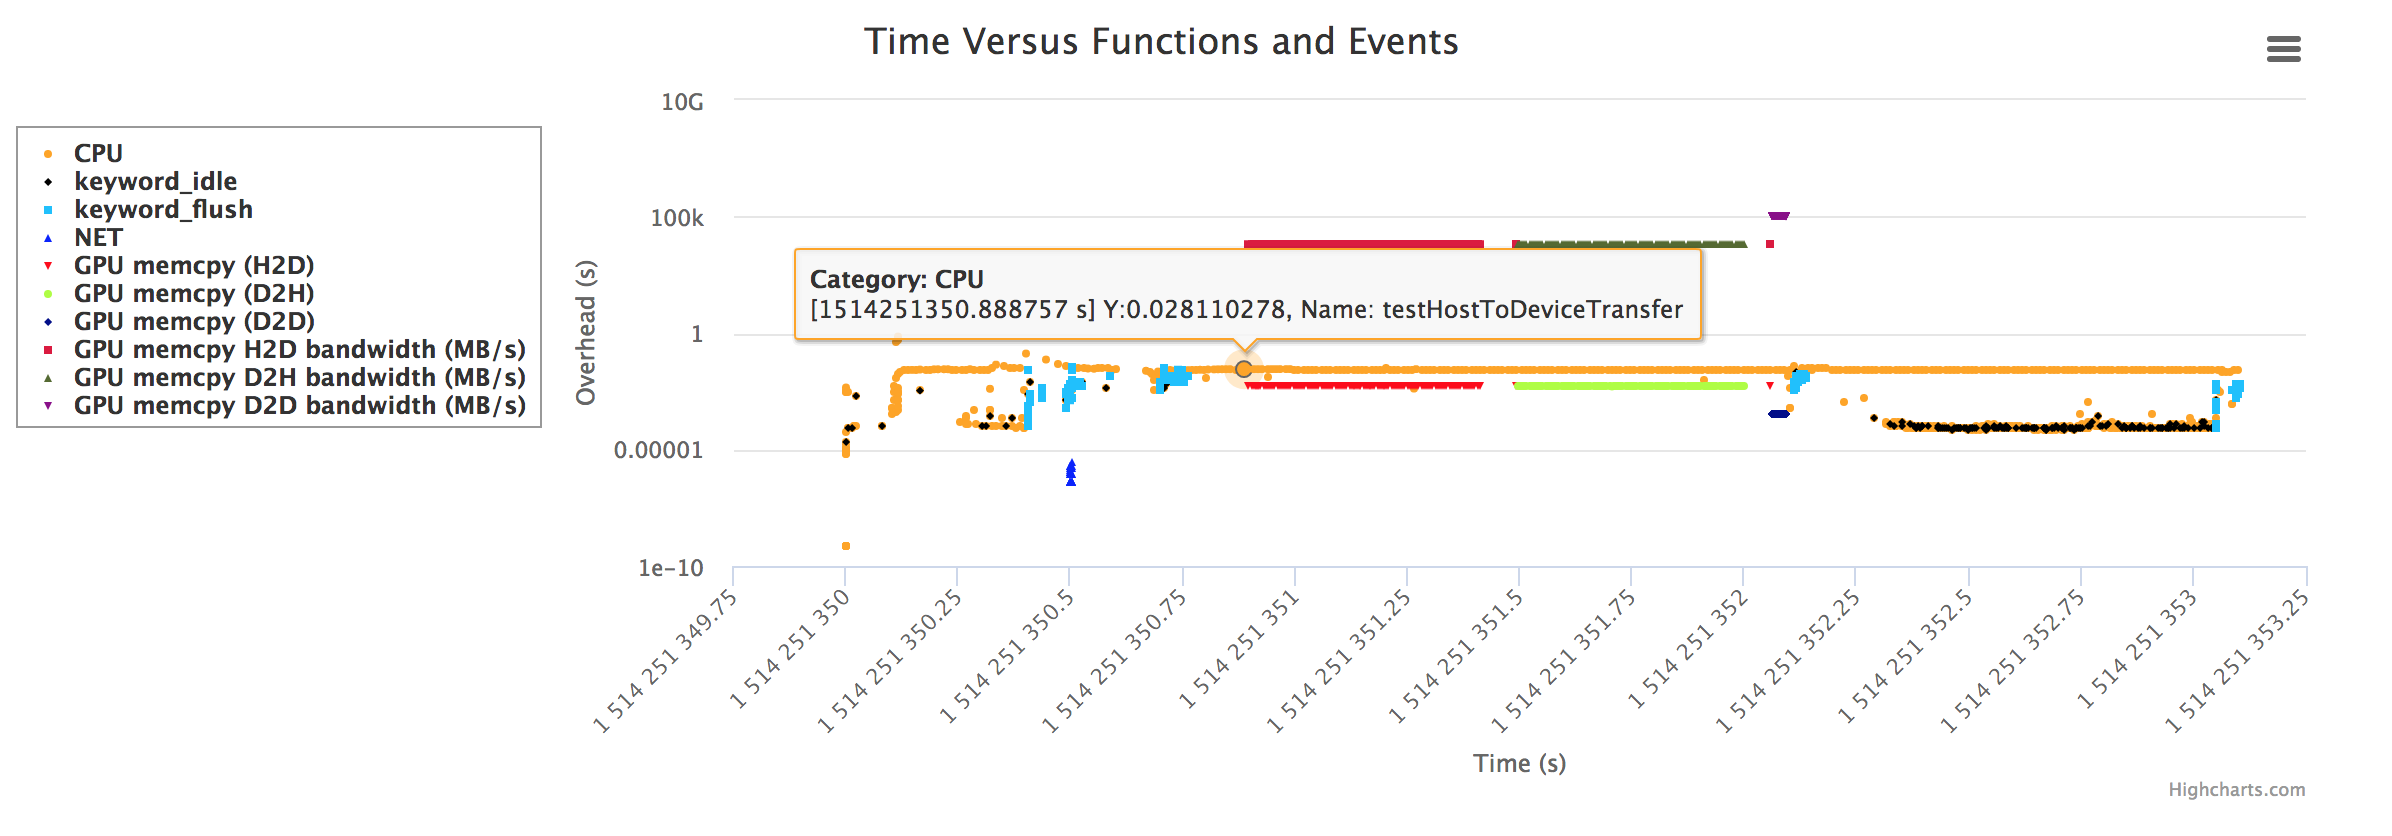 Time Versus Functions and Events
CPU
keyword_idle
keyword_flush
NET
GPU memcpy (H2D)
GPU memcpy (D2H)
GPU memcpy (D2D)
GPU memcpy H2D bandwidth (MB/s)
GPU memcpy D2H bandwidth (MB/s)
GPU memcpy D2D bandwidth (MB/s)
Overhead (s)
10G
100k
1
0.00001
1e-10
Category: CPU
[1514251350.888757 s] Y:0.028110278, Name: testHostToDeviceTransfer
1 514 251 349.75
1 514 251 350
1 514 251 350.25
1 514 251 350.5
1 514 251 350.75
1 514 251 351
1 514 251 351.25
1 514 251 351.5
1 514 251 351.75
1 514 251 352
1 514 251 352.25
1 514 251 352.5
1 514 251 352.75
1 514 251 353
1 514 251 353.25
Time (s)
Highcharts.com